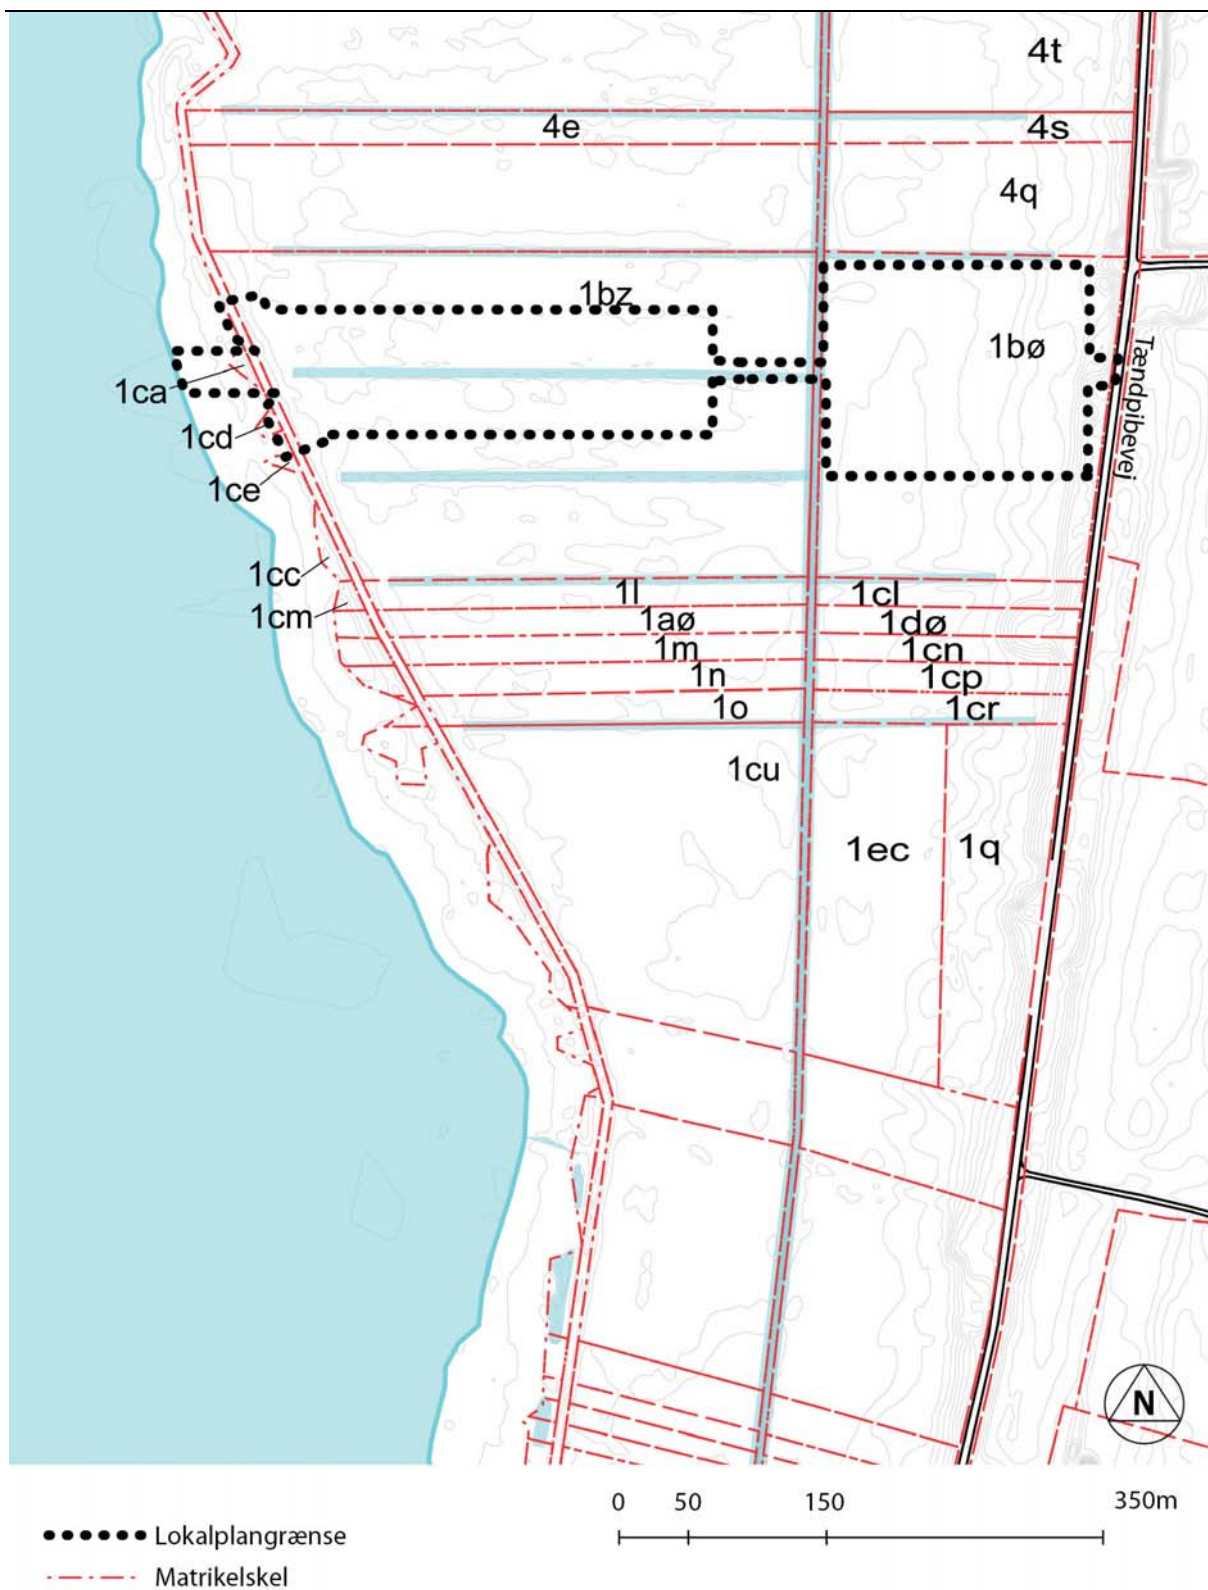 4t
4e
4s
4q
1bz
1bø
Tændpibevej
1ca
1cd
1ce
1cc
1l
1cl
1cm
1aø
1dø
1m
1cn
1n
1cp
1o
1cr
1cu
1ec
1q
N
0 50 150 350m
Lokalplangrænse
Matrikelskel